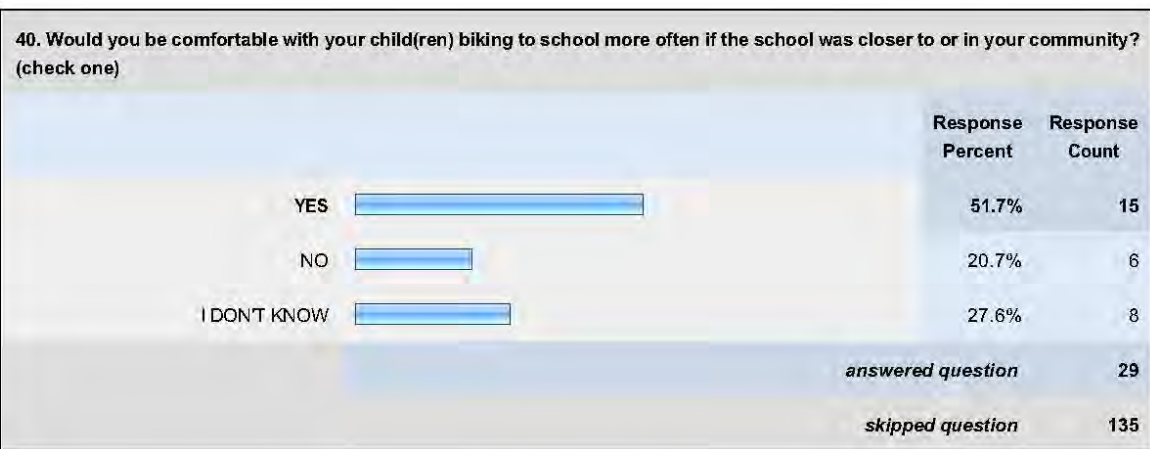 40. Would you be comfortable with your child(ren) biking to school more often if the school was closer to or in your community?
(check one)
Response Response
Percent Count
YES 51.7% 15
NO 20.7% 6
I DON'T KNOW 27.6% 8
answered question 29
skipped question 135